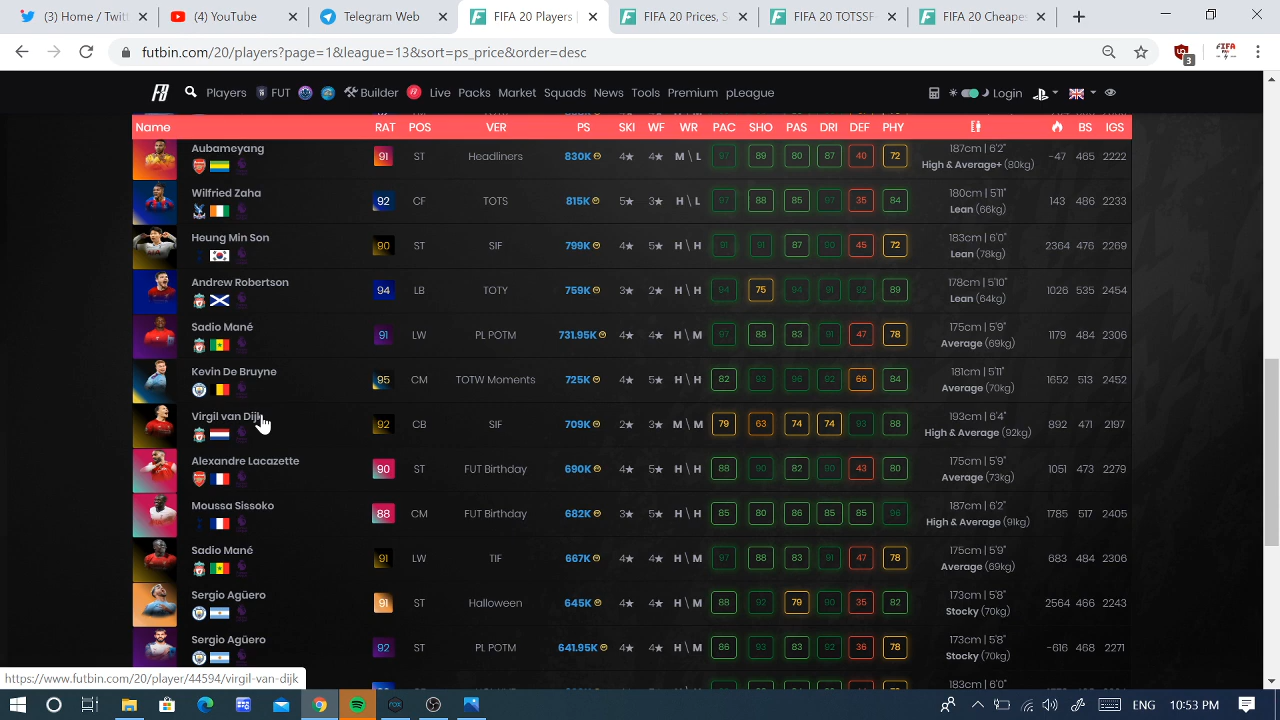 (4) Home / Twitt
(3) YouTube
Telegram Web
FIFA 20 Players
FIFA 20 Prices, S
FIFA 20 TOTSS
FIFA 20 Cheape
futbin.com/20/players?page=1&league=13&sort=ps_price&order=desc
3
Players FUT Builder Live Packs Market Squads News Tools Premium pLeague Login
Name RAT POS VER PS SKI WF WR PAC SHO PAS DRI DEF PHY BS IGS
Aubameyang 91 ST Headliners 830K 4★ 4★ M \ L 97 89 80 87 40 72 187cm | 6'2" -47 465 2222
High & Average+ (80kg)
Wilfried Zaha 92 CF TOTS 815K 5★ 3★ H \ L 97 88 85 97 35 84 180cm | 5'11" 143 486 2233
Lean (66kg)
Heung Min Son 90 ST SIF 799K 4★ 5★ H \ H 91 91 87 90 45 72 183cm | 6'0" 2364 476 2269
Lean (78kg)
Andrew Robertson 94 LB TOTY 759K 3★ 2★ H \ H 94 75 94 91 92 89 178cm | 5'10" 1026 535 2454
Lean (64kg)
Sadio Mané 91 LW PL POTM 731.95K 4★ 4★ H \ M 97 88 83 91 47 78 175cm | 5'9" 1179 484 2306
Average (69kg)
Kevin De Bruyne 95 CM TOTW Moments 725K 4★ 5★ H \ H 82 93 96 92 66 84 181cm | 5'11" 1652 513 2452
Average (70kg)
Virgil van Dijk 92 CB SIF 709K 2★ 3★ M \ M 79 63 74 74 93 88 193cm | 6'4" 892 471 2197
High & Average (92kg)
Alexandre Lacazette 90 ST FUT Birthday 690K 4★ 5★ H \ H 88 90 82 90 43 80 175cm | 5'9" 1051 473 2279
Average (73kg)
Moussa Sissoko 88 CM FUT Birthday 682K 3★ 5★ H \ H 85 80 86 85 85 96 187cm | 6'2" 1785 517 2405
High & Average (91kg)
Sadio Mané 91 LW TIF 667K 4★ 4★ H \ M 97 88 83 91 47 78 175cm | 5'9" 683 484 2306
Average (69kg)
Sergio Agüero 91 ST Halloween 645K 4★ 4★ H \ M 88 92 79 90 35 82 173cm | 5'8" 2564 466 2243
Stocky (70kg)
Sergio Agüero 92 ST PL POTM 641.95K 4★ 4★ H \ M 86 93 83 92 36 78 173cm | 5'8" -616 468 2271
Stocky (70kg)
183cm | 6'0"
https://www.futbin.com/20/player/44594/virgil-van-dijk
ENG 10:53 PM